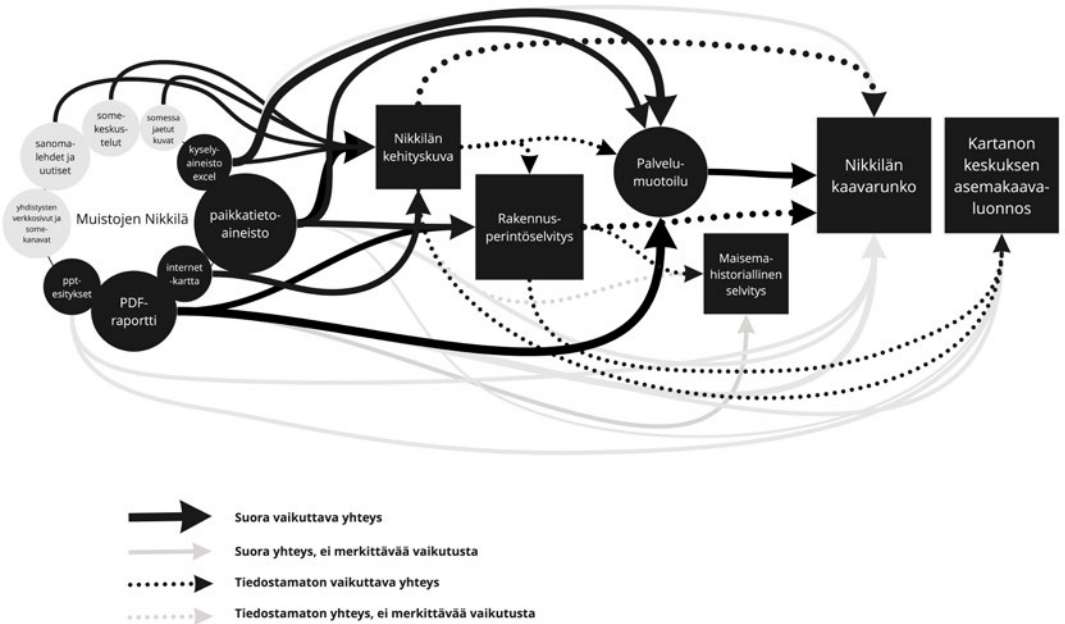 somessa
jaetut
kuvat
some-
keskus-
telut
sanoma-
lehdet ja
uutiset
kysely-
aineisto
excel
yhdistysten
verkkosivut ja
some-
kanavat
Muistojen Nikkilä
paikkatieto-
aineisto
internet
-kartta
ppt-
esitykset
PDF-
raportti
Nikkilän
kehityskuva
Rakennus-
perintöselvitys
Palvelu-
muotoilu
Maisema-
historiallinen
selvitys
Nikkilän
kaavarunko
Kartanon
keskuksen
asemakaava-
luonnos
Suora vaikuttava yhteys
Suora yhteys, ei merkittävää vaikutusta
Tiedostamaton vaikuttava yhteys
Tiedostamaton yhteys, ei merkittävää vaikutusta